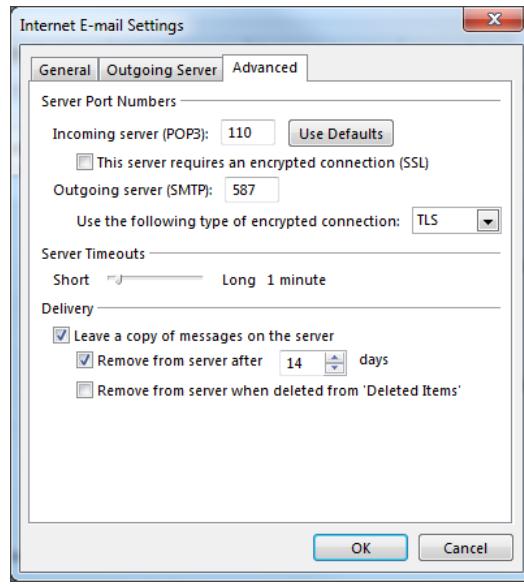 Internet E-mail Settings
General Outgoing Server Advanced
Server Port Numbers
Incoming server (POP3): 110 Use Defaults
This server requires an encrypted connection (SSL)
Outgoing server (SMTP): 587
Use the following type of encrypted connection: TLS
Server Timeouts
Short Long 1 minute
Delivery
Leave a copy of messages on the server
Remove from server after 14 days
Remove from server when deleted from 'Deleted Items'
OK Cancel